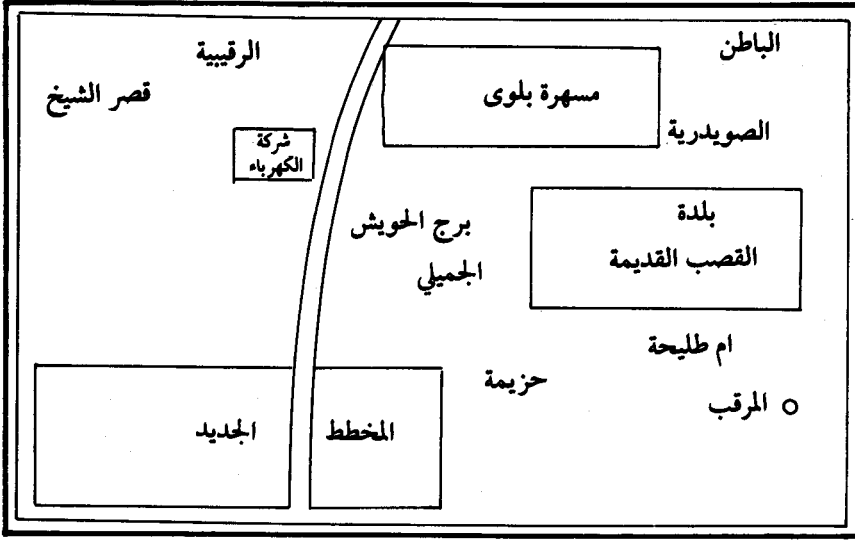 الباطن
الرقيبية
قصر الشيخ
مسهرة بلوى
الصويدرية
شركة
الكهرباء
بلدة
القصب القديمة
برج الحويش
الجميلي
ام طليحة
حزيمة
المرقب
المخطط الجديد